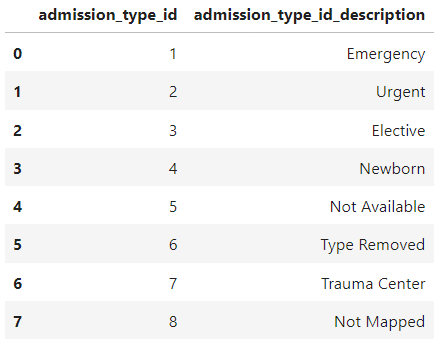 admission_type_id admission_type_id_description
0 1 Emergency
1 2 Urgent
2 3 Elective
3 4 Newborn
4 5 Not Available
5 6 Type Removed
6 7 Trauma Center
7 8 Not Mapped